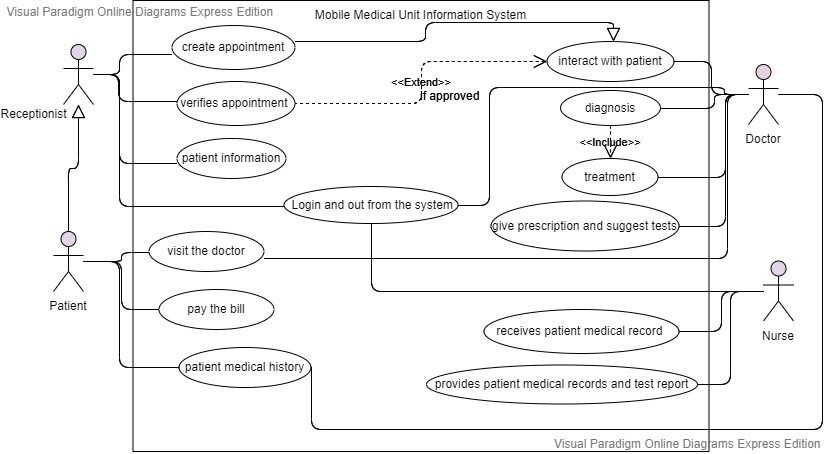 Visual Paradigm Online Diagrams Express Edition
Mobile Medical Unit Information System
create appointment
interact with patient
<<Extend>>
If approved
verifies appointment
diagnosis
Receptionist
Doctor
<<Include>>
patient information
treatment
Login and out from the system
give prescription and suggest tests
visit the doctor
Patient
pay the bill
receives patient medical record
Nurse
patient medical history
provides patient medical records and test report
Visual Paradigm Online Diagrams Express Edition